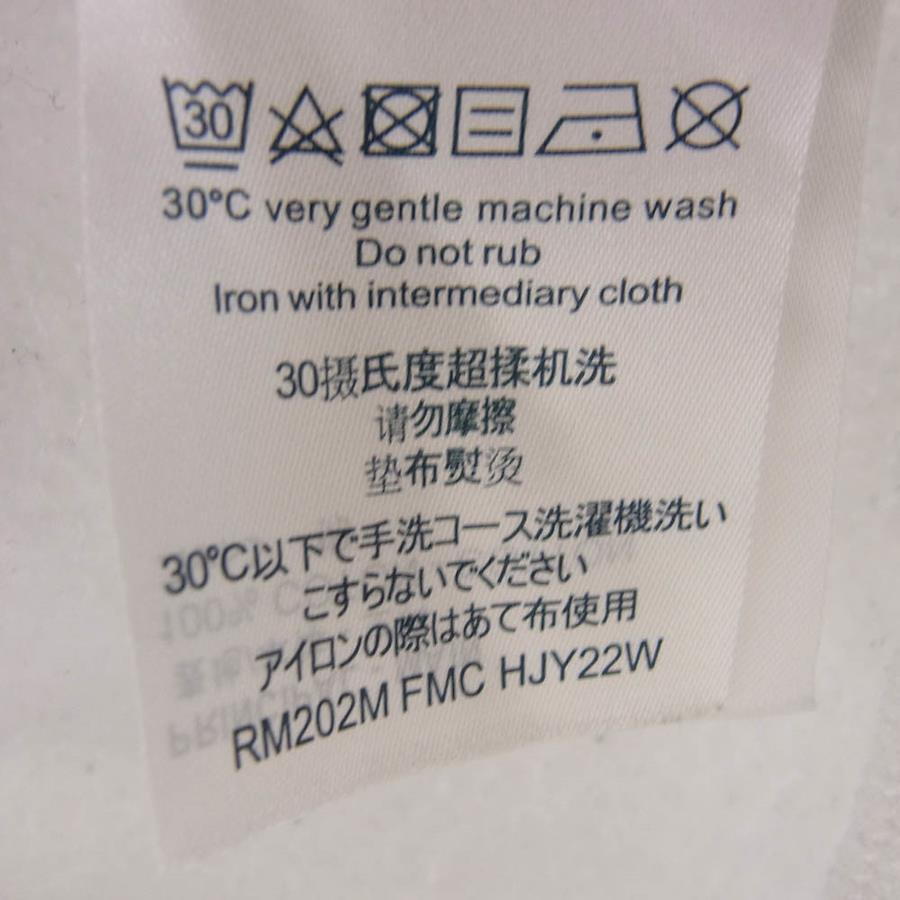 30
30°C very gentle machine wash
Do not rub
Iron with intermediary cloth
30摄氏度超揉机洗
请勿摩擦
垫布熨烫
30℃以下で手洗コース洗濯機洗い
こすらないでください
アイロンの際はあて布使用
RM202M FMC HJY22W